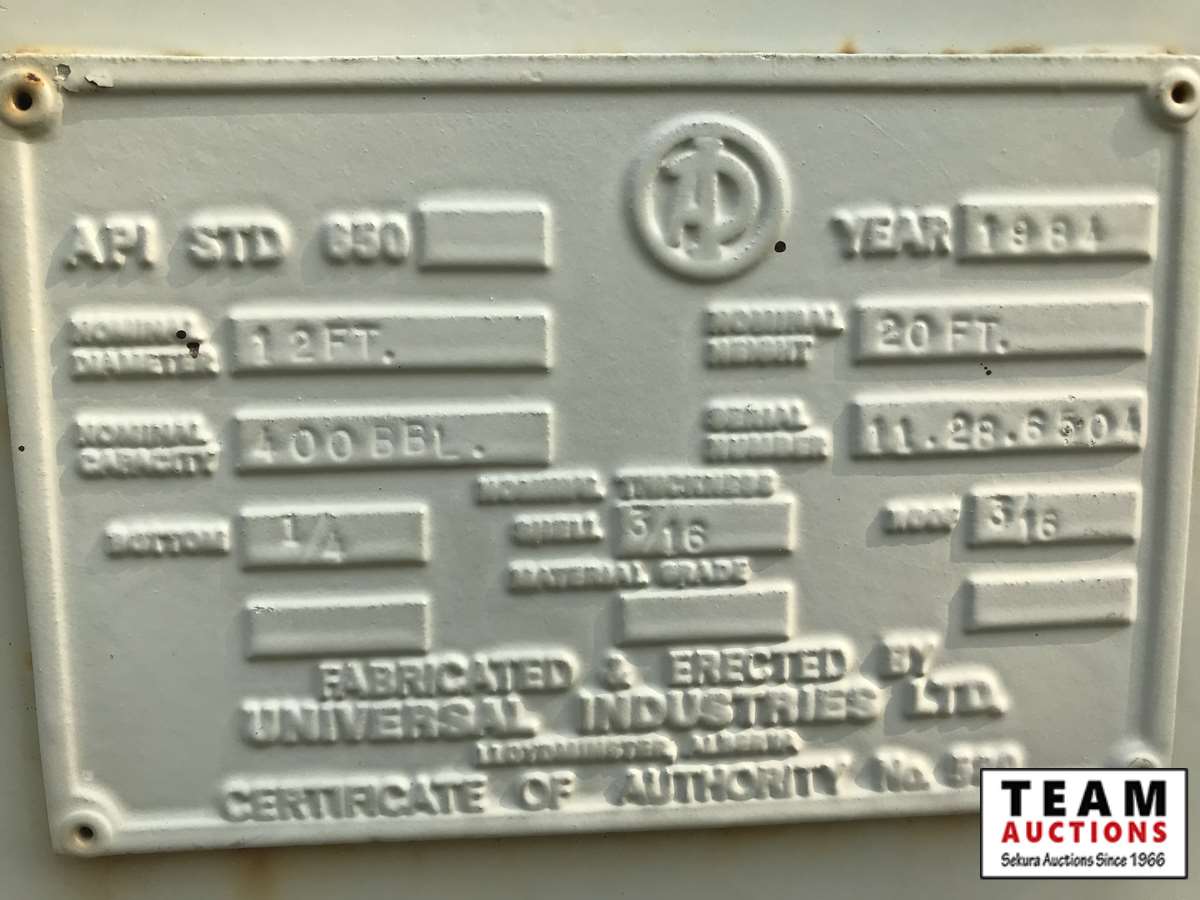 API STD 650
YEAR 1984
NOMINAL DIAMETER 12 FT.
NOMINAL HEIGHT 20 FT.
NOMINAL CAPACITY 400 BBL.
SERIAL NUMBER 11.28.6504
NOMINAL THICKNESS
BOTTOM 1/4 SHELL 3/16 ROOF 3/16
MATERIAL GRADE
FABRICATED & ERECTED BY
UNIVERSAL INDUSTRIES LTD.
LLOYDMINSTER, ALBERTA
CERTIFICATE OF AUTHORITY No.
TEAM
AUCTIONS
Sekura Auctions Since 1966